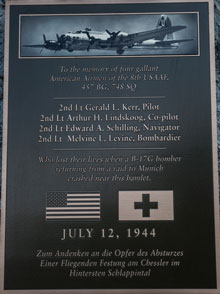 To the memory of four gallant
American Airmen of the 8th USAAF,
457 BG, 748 SQ
2nd Lt Gerald L. Kerr, Pilot
2nd Lt Arthur H. Lindskoog, Co-pilot
2nd Lt Edward A. Schilling, Navigator
2nd Lt Melvine L. Levine, Bombardier
Who lost their lives when a B-17G bomber
returning from a raid to Munich
crashed near this hamlet.
JULY 12, 1944
Zum Andenken an die Opfer des Absturzes
Einer Fliegenden Festung am Chessler im
Hintersten Schlappintal